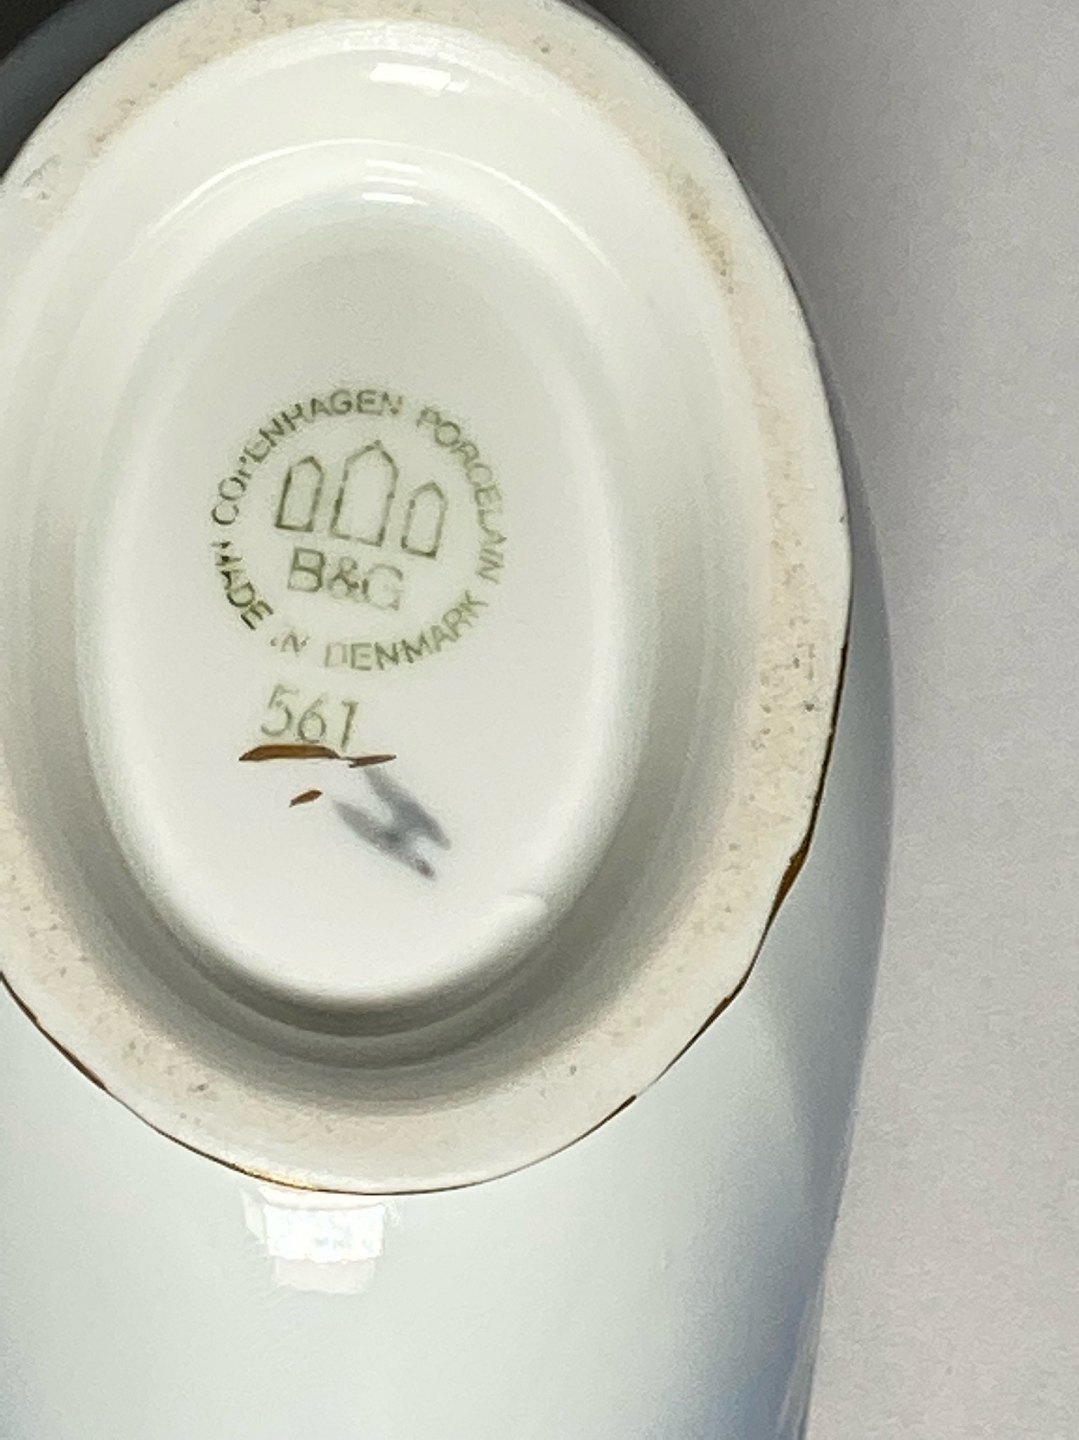 COPENHAGEN PORCELAIN
MADE IN DENMARK
B&G
561